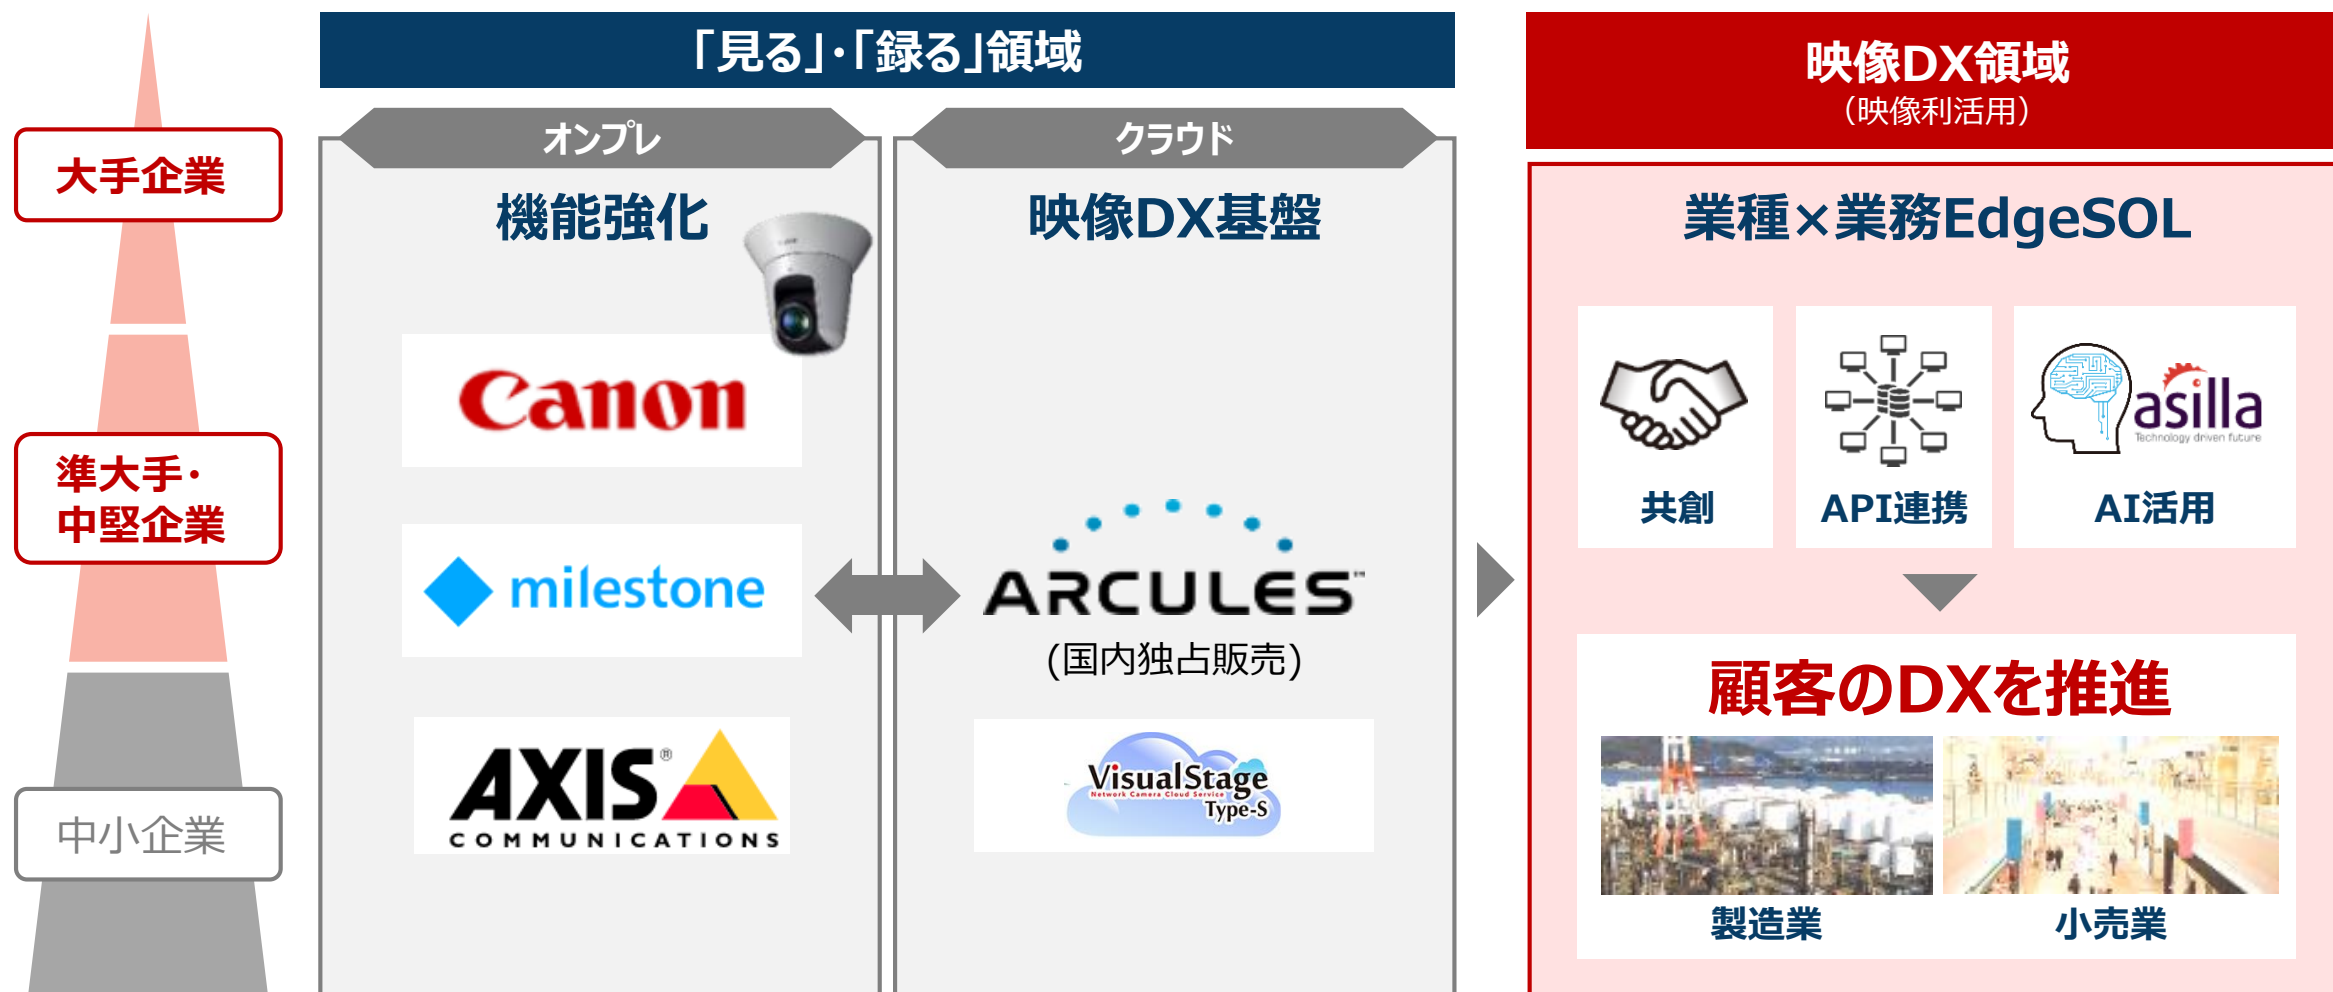 「見る」・「録る」領域
映像DX領域
（映像利活用）
オンプレ
クラウド
大手企業
準大手・
中堅企業
中小企業
機能強化
Canon
milestone
AXIS®
COMMUNICATIONS
映像DX基盤
ARCULES™
(国内独占販売)
VisualStage
Network Camera Cloud Service
Type-S
業種×業務EdgeSOL
共創
API連携
asilla
Technology driven future
AI活用
顧客のDXを推進
製造業
小売業